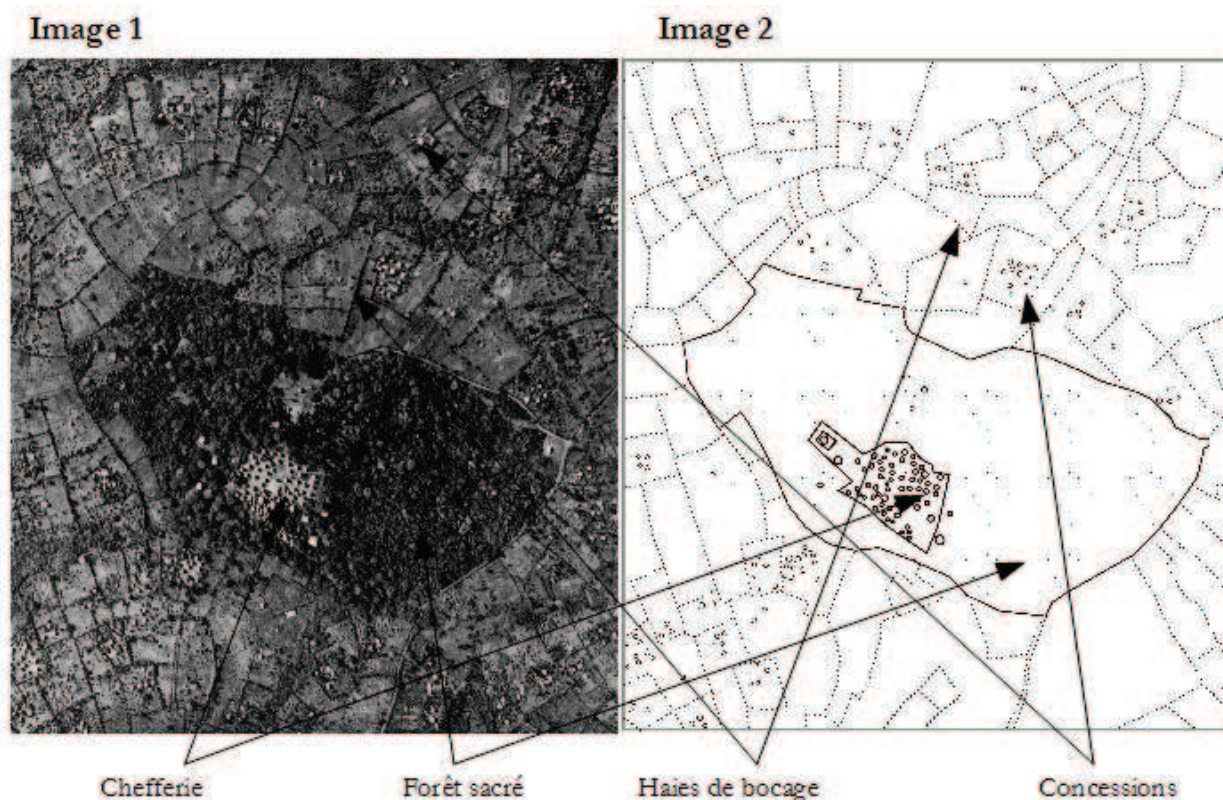 Image 1
Image 2
Chefferie
Forêt sacré
Haies de bocage
Concessions